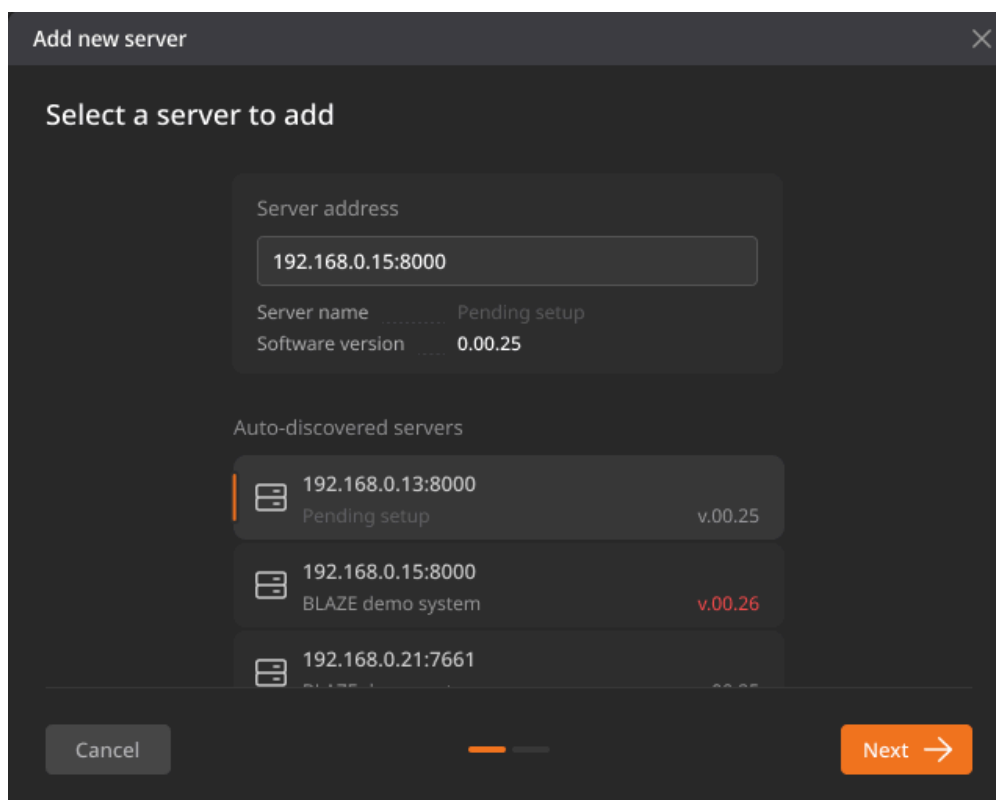 Add new server
Select a server to add
Server address
192.168.0.15:8000
Server name Pending setup
Software version 0.00.25
Auto-discovered servers
192.168.0.13:8000
Pending setup v.00.25
192.168.0.15:8000
BLAZE demo system v.00.26
192.168.0.21:7661
Cancel
Next